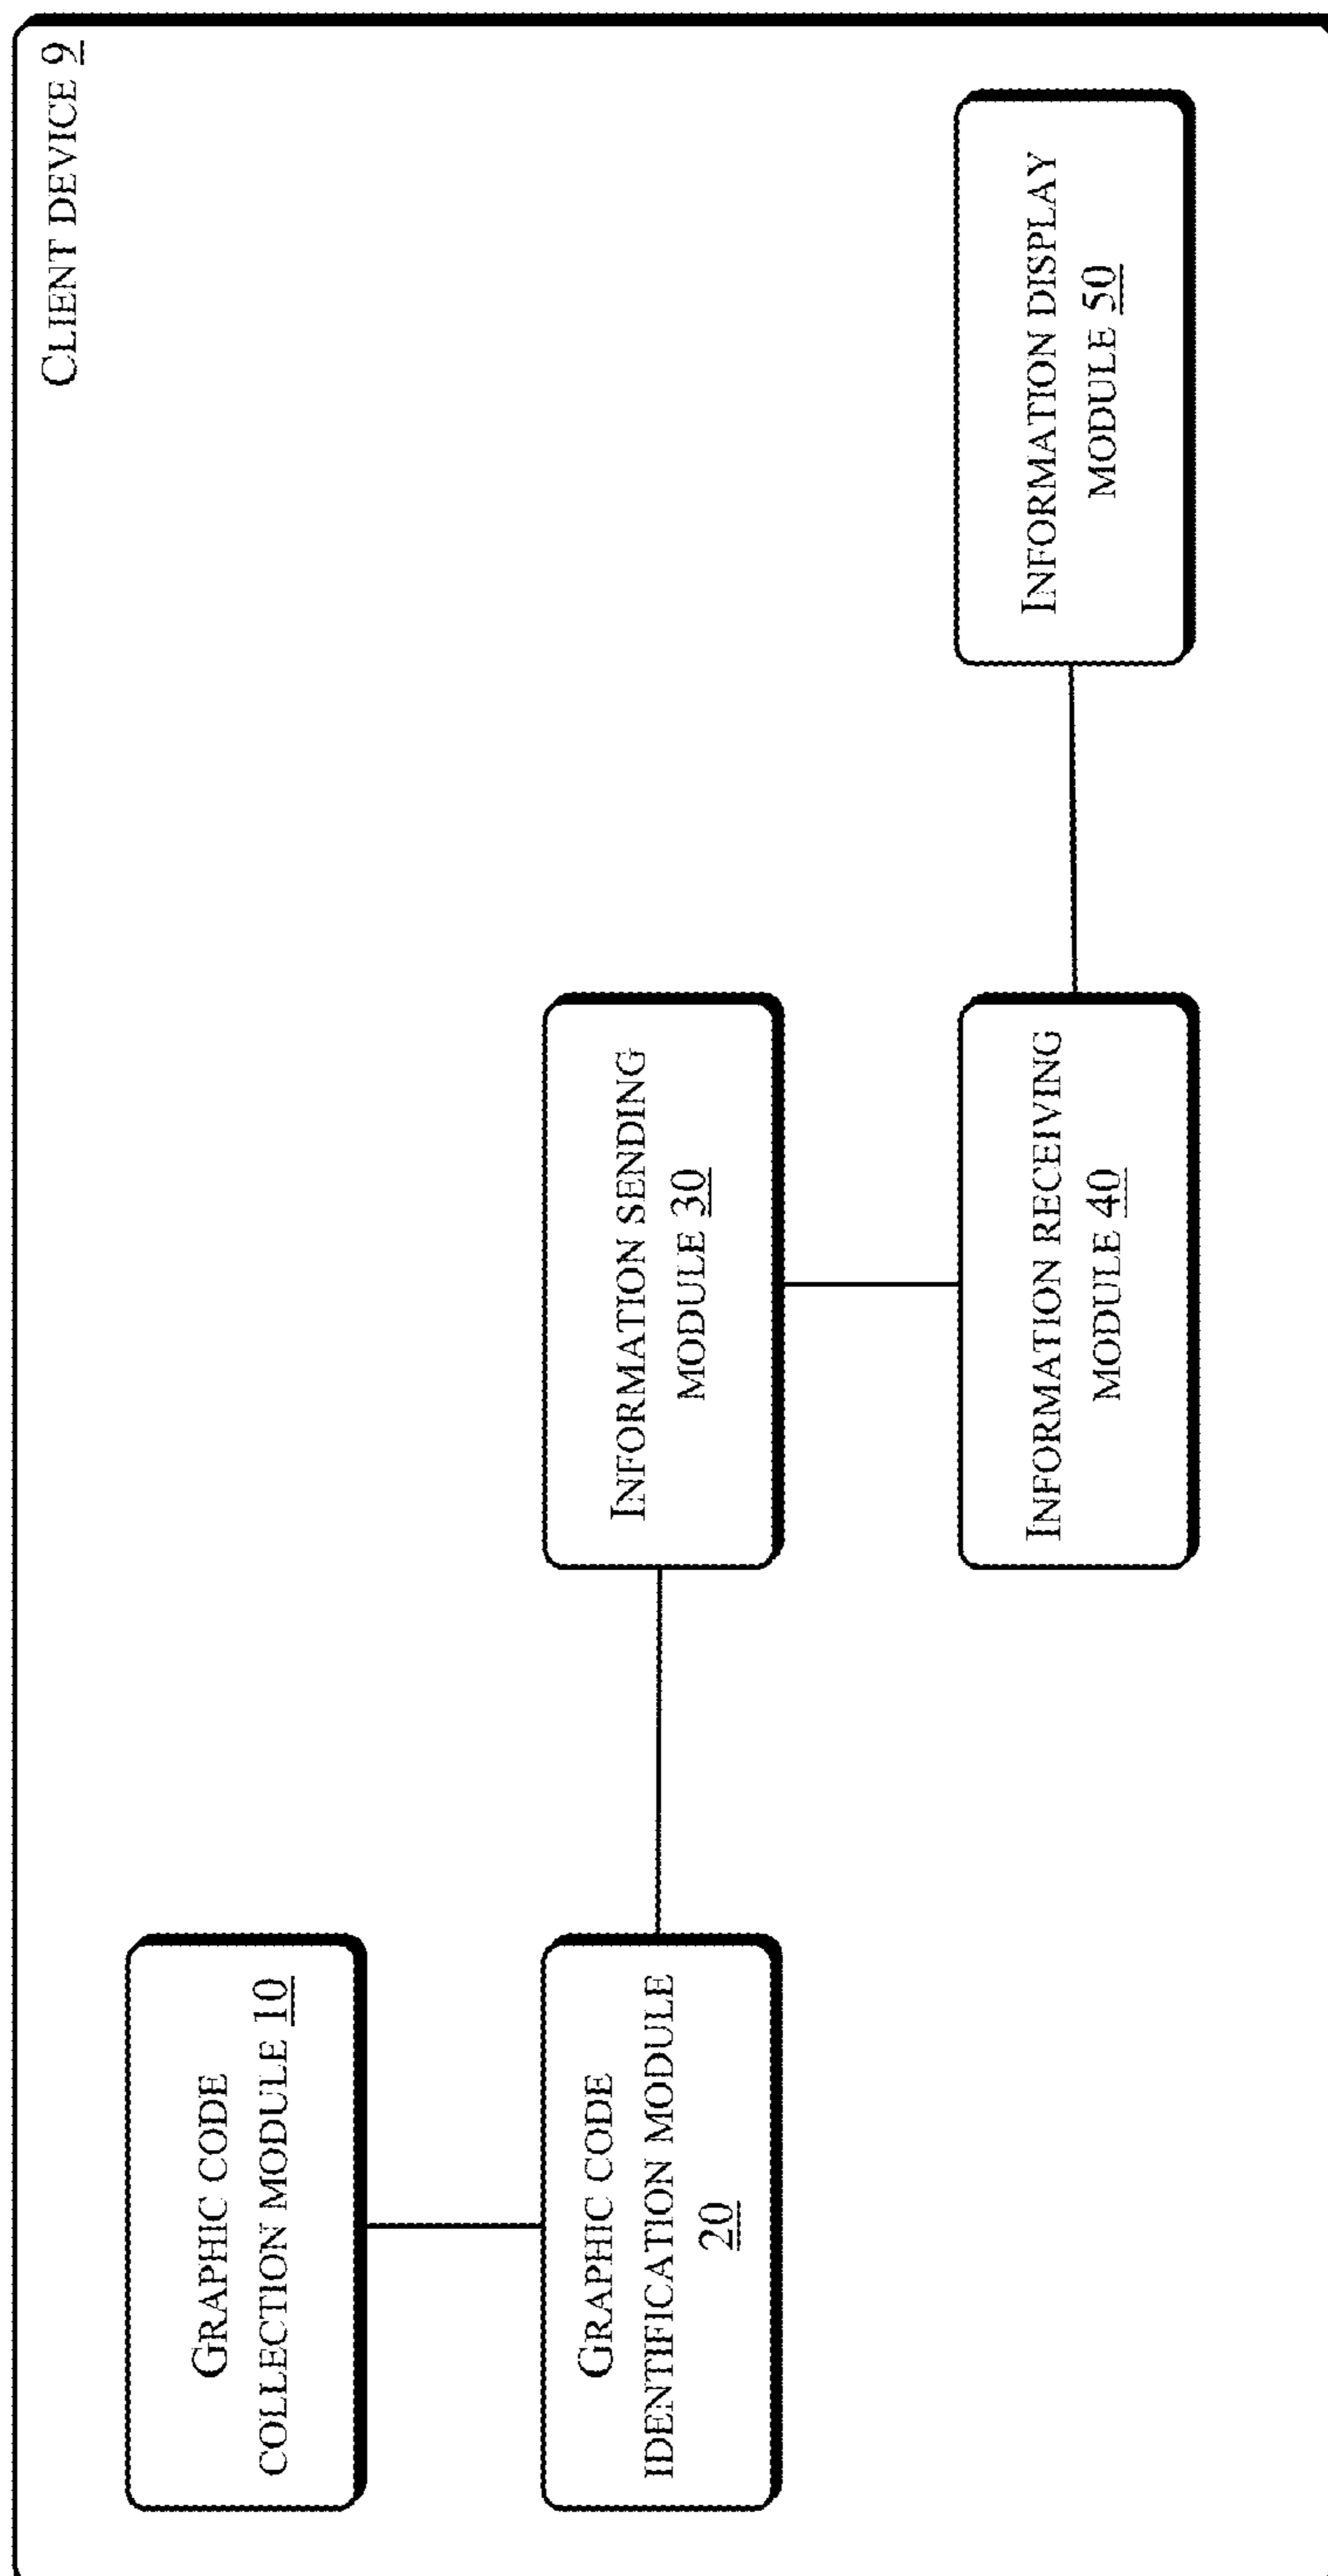 CLIENT DEVICE 9
GRAPHIC CODE
COLLECTION MODULE 10
GRAPHIC CODE
IDENTIFICATION MODULE
20
INFORMATION SENDING
MODULE 30
INFORMATION RECEIVING
MODULE 40
INFORMATION DISPLAY
MODULE 50